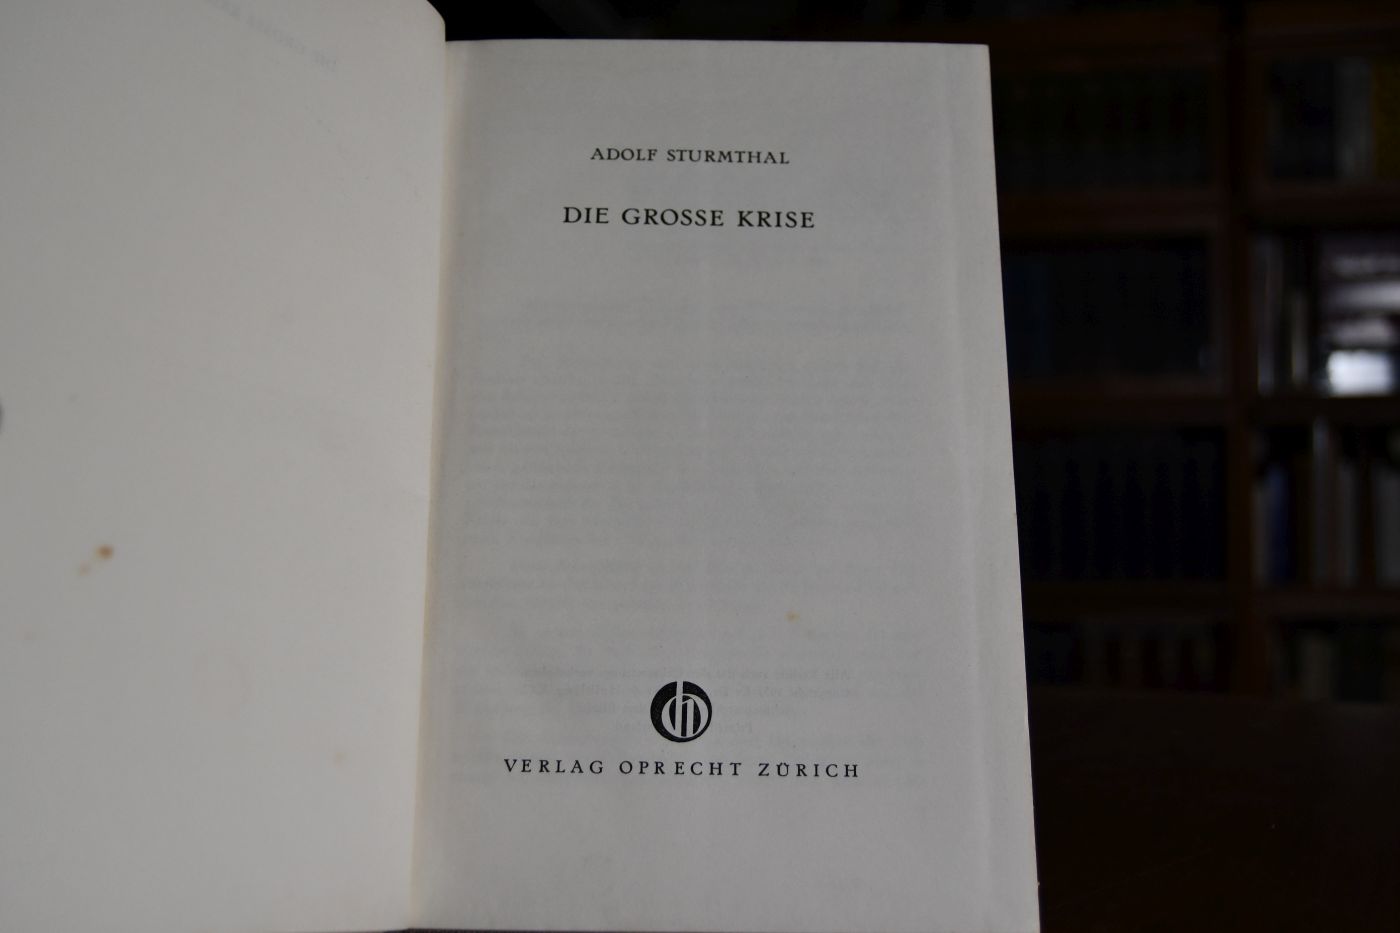 ADOLF STURMTHAL
DIE GROSSE KRISE
VERLAG OPRECHT ZÜRICH